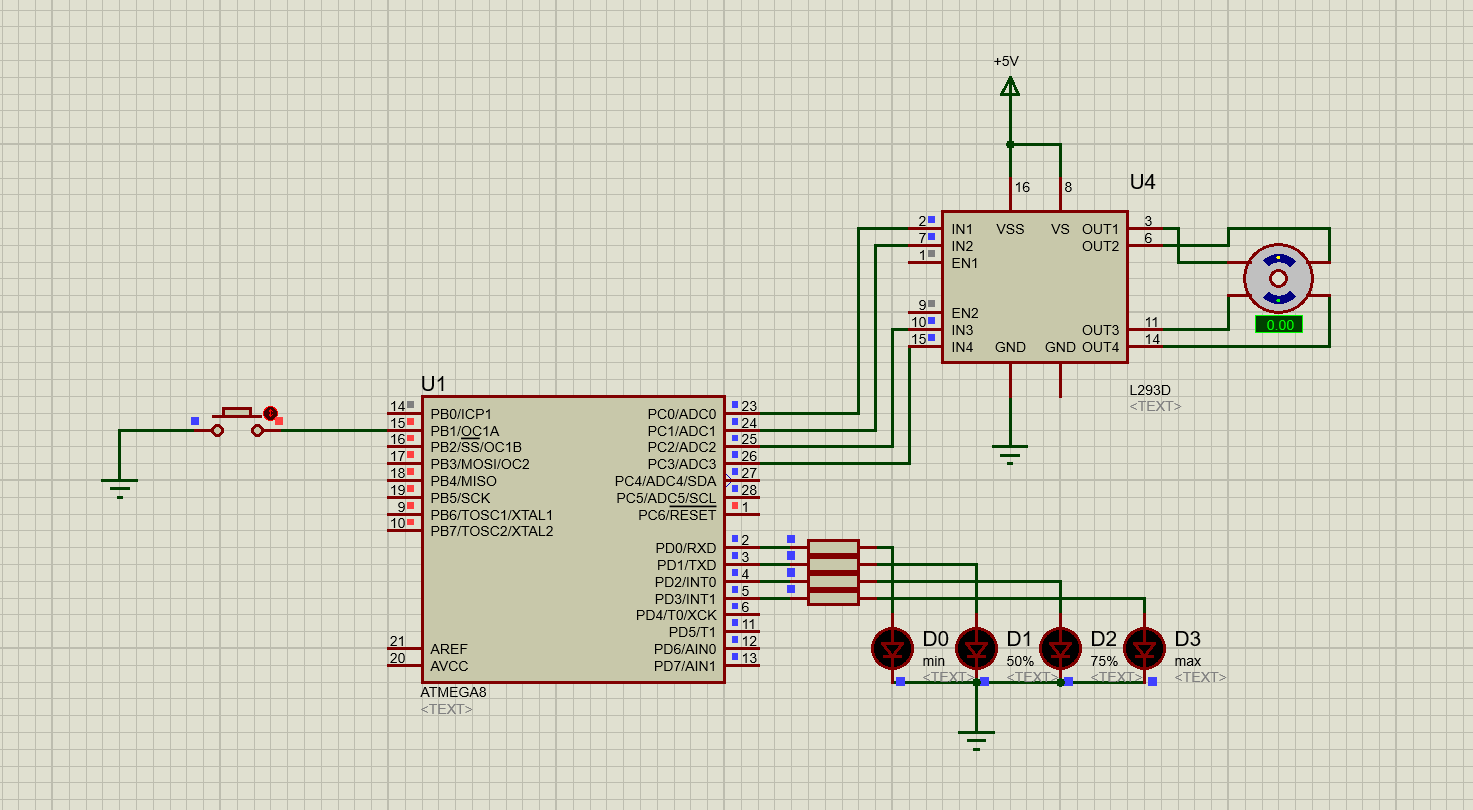 +5V
U4
16
8
2
IN1
VSS
VS
OUT1
3
7
IN2
OUT2
6
1
EN1
9
EN2
10
IN3
OUT3
11
15
IN4
GND
GND
OUT4
14
0.00
L293D
<TEXT>
U1
14
PB0/ICP1
PC0/ADC0
23
15
PB1/OC1A
PC1/ADC1
24
16
PB2/SS/OC1B
PC2/ADC2
25
17
PB3/MOSI/OC2
PC3/ADC3
26
18
PB4/MISO
PC4/ADC4/SDA
27
19
PB5/SCK
PC5/ADC5/SCL
28
9
PB6/TOSC1/XTAL1
PC6/RESET
1
10
PB7/TOSC2/XTAL2
PD0/RXD
2
PD1/TXD
3
PD2/INT0
4
PD3/INT1
5
PD4/T0/XCK
6
PD5/T1
11
21
AREF
PD6/AIN0
12
20
AVCC
PD7/AIN1
13
ATMEGA8
<TEXT>
D0
min
<TEXT>
D1
50%
<TEXT>
D2
75%
<TEXT>
D3
max
<TEXT>